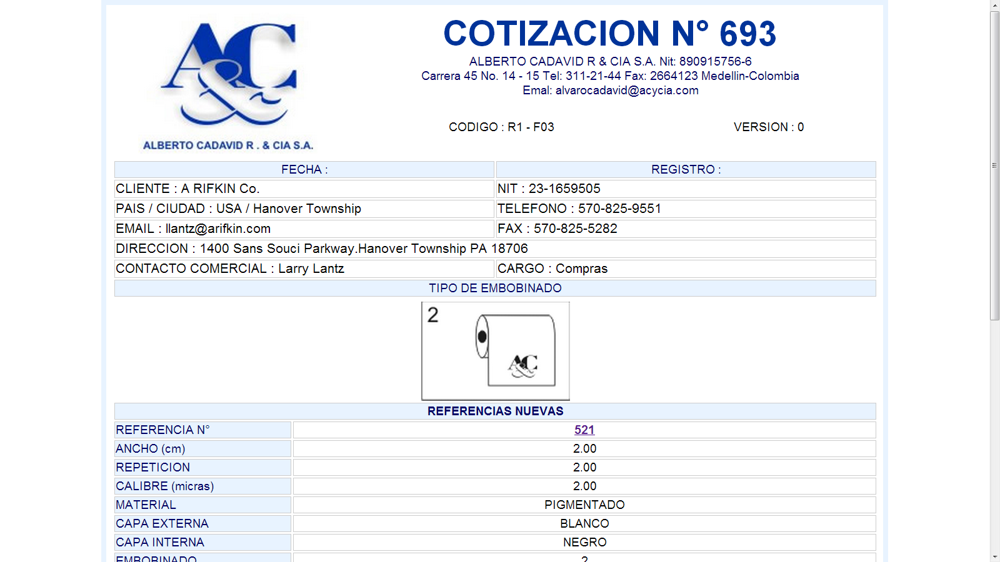 A&C
COTIZACION N° 693
ALBERTO CADAVID R & CIA S.A. Nit: 890915756-6
Carrera 45 No. 14 - 15 Tel: 311-21-44 Fax: 2664123 Medellin-Colombia
Emal: alvarocadavid@acycia.com
CODIGO : R1 - F03 VERSION : 0
ALBERTO CADAVID R . & CIA S.A.
FECHA : REGISTRO :
CLIENTE : A RIFKIN Co. NIT : 23-1659505
PAIS / CIUDAD : USA / Hanover Township TELEFONO : 570-825-9551
EMAIL : llantz@arifkin.com FAX : 570-825-5282
DIRECCION : 1400 Sans Souci Parkway.Hanover Township PA 18706
CONTACTO COMERCIAL : Larry Lantz CARGO : Compras
TIPO DE EMBOBINADO
2
A&C
REFERENCIAS NUEVAS
REFERENCIA N° 521
ANCHO (cm) 2.00
REPETICION 2.00
CALIBRE (micras) 2.00
MATERIAL PIGMENTADO
CAPA EXTERNA BLANCO
CAPA INTERNA NEGRO
EMBOBINADO 2